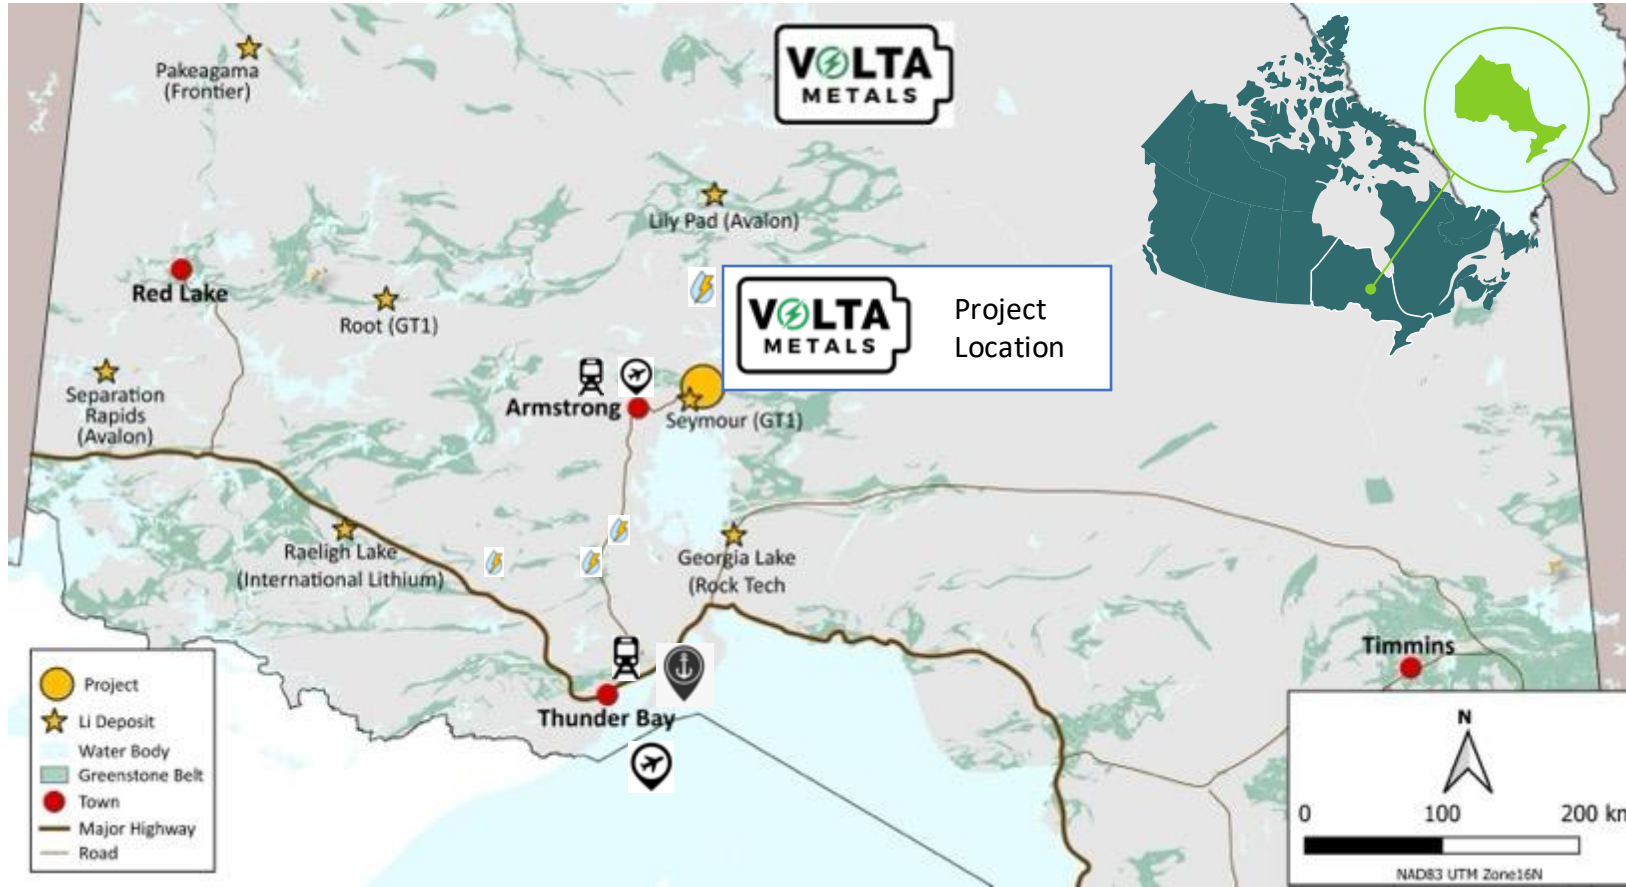 Pakeagama
(Frontier)
VOLTA
METALS
Lily Pad (Avalon)
Red Lake
Root (GT1)
VOLTA
METALS
Project
Location
Separation
Rapids
(Avalon)
Armstrong
Seymour (GT1)
Raeligh Lake
(International Lithium)
Georgia Lake
(Rock Tech
Timmins
Thunder Bay
Project
Li Deposit
Water Body
Greenstone Belt
Town
Major Highway
Road
N
0 100 200 km
NAD83 UTM Zone16N